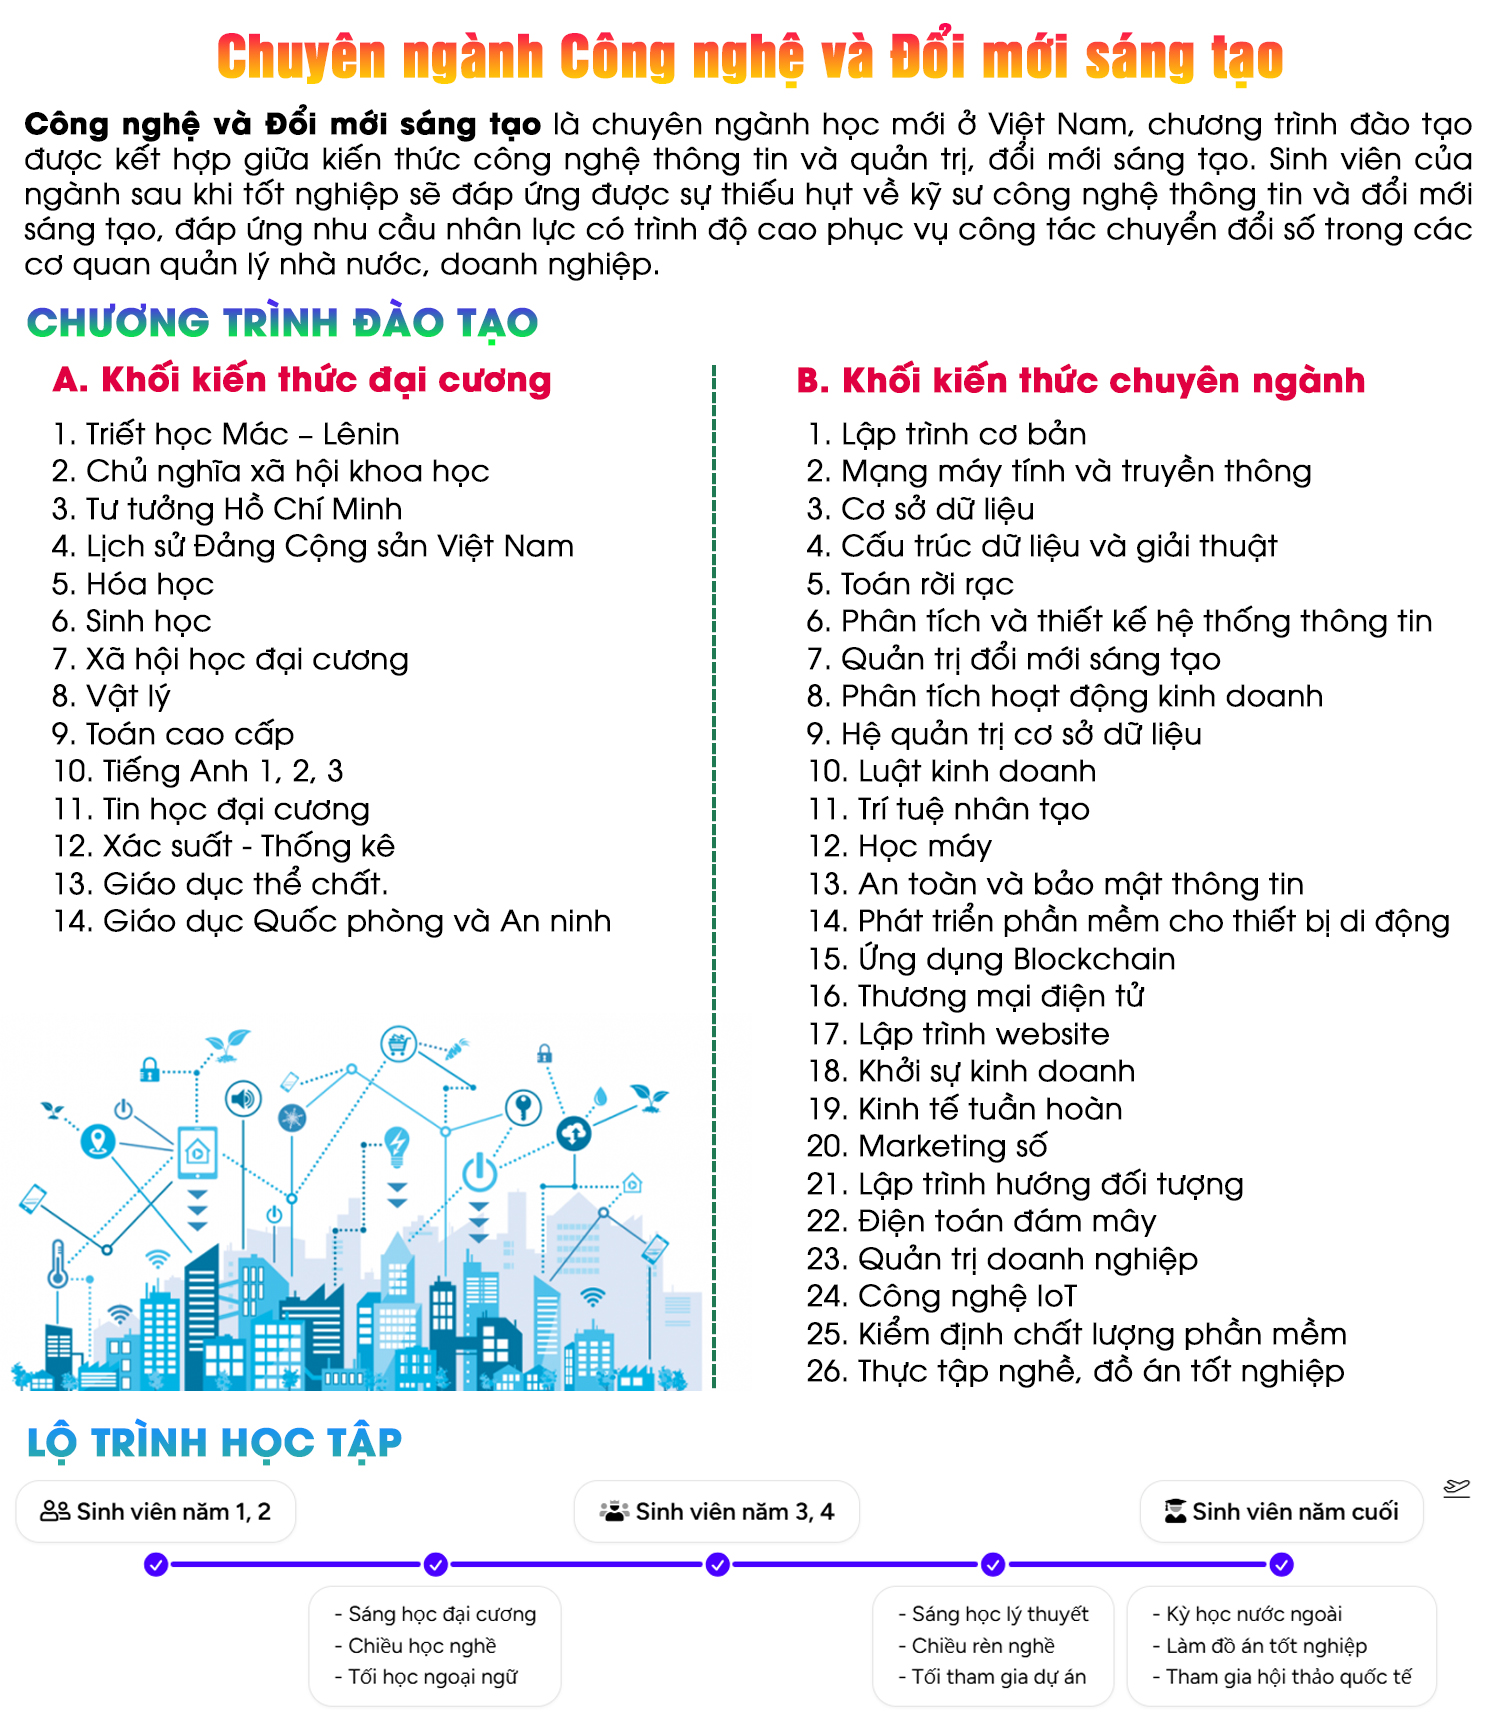 Chuyên ngành Công nghệ và Đổi mới sáng tạo
Công nghệ và Đổi mới sáng tạo là chuyên ngành học mới ở Việt Nam, chương trình đào tạo
được kết hợp giữa kiến thức công nghệ thông tin và quản trị, đổi mới sáng tạo. Sinh viên của
ngành sau khi tốt nghiệp sẽ đáp ứng được sự thiếu hụt về kỹ sư công nghệ thông tin và đổi mới
sáng tạo, đáp ứng nhu cầu nhân lực có trình độ cao phục vụ công tác chuyển đổi số trong các
cơ quan quản lý nhà nước, doanh nghiệp.
CHƯƠNG TRÌNH ĐÀO TẠO
A. Khối kiến thức đại cương
1. Triết học Mác – Lênin
2. Chủ nghĩa xã hội khoa học
3. Tư tưởng Hồ Chí Minh
4. Lịch sử Đảng Cộng sản Việt Nam
5. Hóa học
6. Sinh học
7. Xã hội học đại cương
8. Vật lý
9. Toán cao cấp
10. Tiếng Anh 1, 2, 3
11. Tin học đại cương
12. Xác suất - Thống kê
13. Giáo dục thể chất.
14. Giáo dục Quốc phòng và An ninh
B. Khối kiến thức chuyên ngành
1. Lập trình cơ bản
2. Mạng máy tính và truyền thông
3. Cơ sở dữ liệu
4. Cấu trúc dữ liệu và giải thuật
5. Toán rời rạc
6. Phân tích và thiết kế hệ thống thông tin
7. Quản trị đổi mới sáng tạo
8. Phân tích hoạt động kinh doanh
9. Hệ quản trị cơ sở dữ liệu
10. Luật kinh doanh
11. Trí tuệ nhân tạo
12. Học máy
13. An toàn và bảo mật thông tin
14. Phát triển phần mềm cho thiết bị di động
15. Ứng dụng Blockchain
16. Thương mại điện tử
17. Lập trình website
18. Khởi sự kinh doanh
19. Kinh tế tuần hoàn
20. Marketing số
21. Lập trình hướng đối tượng
22. Điện toán đám mây
23. Quản trị doanh nghiệp
24. Công nghệ IoT
25. Kiểm định chất lượng phần mềm
26. Thực tập nghề, đồ án tốt nghiệp
LỘ TRÌNH HỌC TẬP
Sinh viên năm 1, 2
Sinh viên năm 3, 4
Sinh viên năm cuối
- Sáng học đại cương
- Chiều học nghề
- Tối học ngoại ngữ
- Sáng học lý thuyết
- Chiều rèn nghề
- Tối tham gia dự án
- Kỳ học nước ngoài
- Làm đồ án tốt nghiệp
- Tham gia hội thảo quốc tế